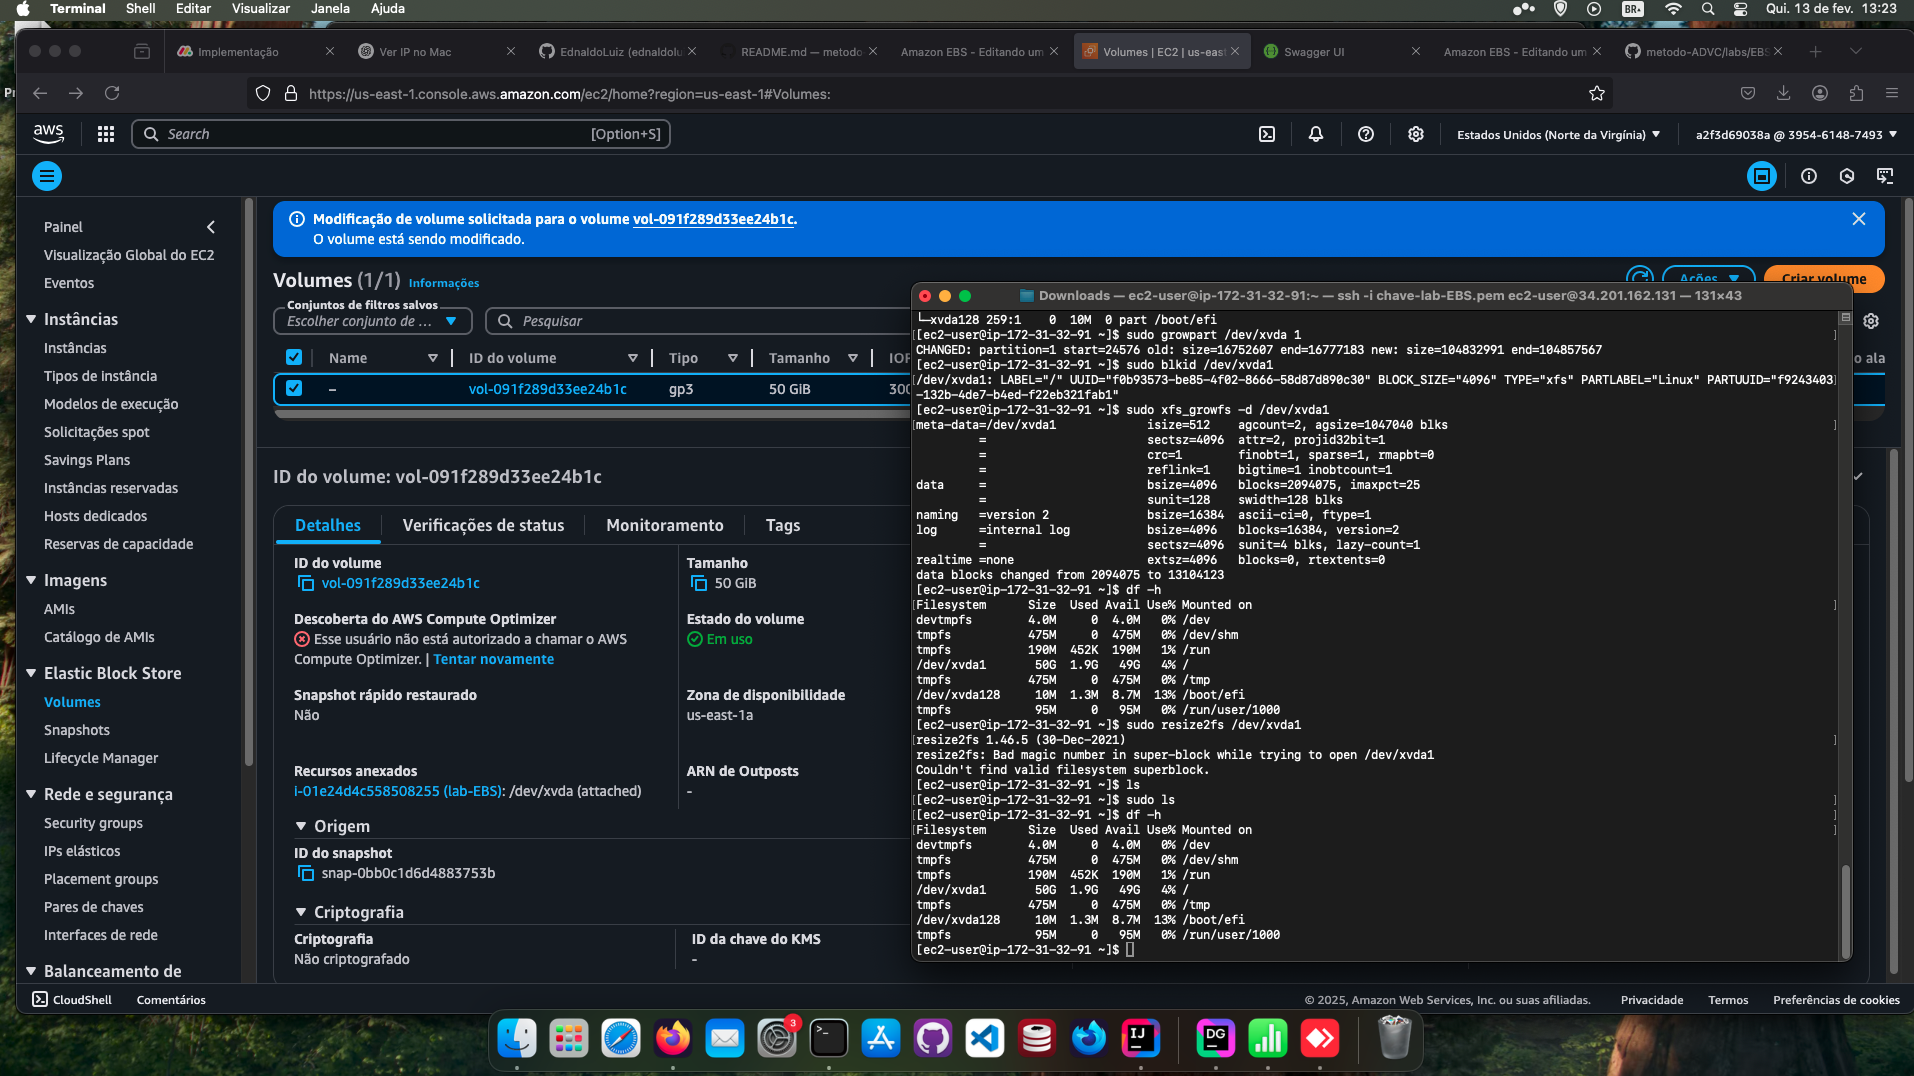 Terminal Shell Editar Visualizar Janela Ajuda
BR Qui. 13 de fev. 13:23
Implementação
Ver IP no Mac
EdnaldoLuiz (ednaldolu
README.md — metodo
Amazon EBS - Editando um
Volumes | EC2 | us-east
Swagger UI
Amazon EBS - Editando um
metodo-ADVC/labs/EBS
https://us-east-1.console.aws.amazon.com/ec2/home?region=us-east-1#Volumes:
aws
Search [Option+S]
Estados Unidos (Norte da Virgínia)
a2f3d69038a @ 3954-6148-7493
Painel
Visualização Global do EC2
Eventos
Instâncias
Instâncias
Tipos de instância
Modelos de execução
Solicitações spot
Savings Plans
Instâncias reservadas
Hosts dedicados
Reservas de capacidade
Imagens
AMIs
Catálogo de AMIs
Elastic Block Store
Volumes
Snapshots
Lifecycle Manager
Rede e segurança
Security groups
IPs elásticos
Placement groups
Pares de chaves
Interfaces de rede
Balanceamento de
Modificação de volume solicitada para o volume vol-091f289d33ee24b1c.
O volume está sendo modificado.
Volumes (1/1) Informações
Ações
Criar volume
Conjuntos de filtros salvos
Escolher conjunto de ...
Pesquisar
Name ID do volume Tipo Tamanho IOP
– vol-091f289d33ee24b1c gp3 50 GiB 300
o ala
ID do volume: vol-091f289d33ee24b1c
Detalhes Verificações de status Monitoramento Tags
ID do volume
vol-091f289d33ee24b1c
Tamanho
50 GiB
Descoberta do AWS Compute Optimizer
Esse usuário não está autorizado a chamar o AWS
Compute Optimizer. | Tentar novamente
Estado do volume
Em uso
Snapshot rápido restaurado
Não
Zona de disponibilidade
us-east-1a
Recursos anexados
i-01e24d4c558508255 (lab-EBS): /dev/xvda (attached)
ARN de Outposts
-
Origem
ID do snapshot
snap-0bb0c1d6d4883753b
Criptografia
Criptografia
Não criptografado
ID da chave do KMS
-
Downloads — ec2-user@ip-172-31-32-91:~ — ssh -i chave-lab-EBS.pem ec2-user@34.201.162.131 — 131×43
└─xvda128 259:1 0 10M 0 part /boot/efi
[ec2-user@ip-172-31-32-91 ~]$ sudo growpart /dev/xvda 1
CHANGED: partition=1 start=24576 old: size=16752607 end=16777183 new: size=104832991 end=104857567
[ec2-user@ip-172-31-32-91 ~]$ sudo blkid /dev/xvda1
/dev/xvda1: LABEL="/" UUID="f0b93573-be85-4f02-8666-58d87d890c30" BLOCK_SIZE="4096" TYPE="xfs" PARTLABEL="Linux" PARTUUID="f9243403
-132b-4de7-b4ed-f22eb321fab1"
[ec2-user@ip-172-31-32-91 ~]$ sudo xfs_growfs -d /dev/xvda1
meta-data=/dev/xvda1 isize=512 agcount=2, agsize=1047040 blks
= sectsz=4096 attr=2, projid32bit=1
= crc=1 finobt=1, sparse=1, rmapbt=0
= reflink=1 bigtime=1 inobtcount=1
data = bsize=4096 blocks=2094075, imaxpct=25
= sunit=128 swidth=128 blks
naming =version 2 bsize=16384 ascii-ci=0, ftype=1
log =internal log bsize=4096 blocks=16384, version=2
= sectsz=4096 sunit=4 blks, lazy-count=1
realtime =none extsz=4096 blocks=0, rtextents=0
data blocks changed from 2094075 to 13104123
[ec2-user@ip-172-31-32-91 ~]$ df -h
Filesystem Size Used Avail Use% Mounted on
devtmpfs 4.0M 0 4.0M 0% /dev
tmpfs 475M 0 475M 0% /dev/shm
tmpfs 190M 452K 190M 1% /run
/dev/xvda1 50G 1.9G 49G 4% /
tmpfs 475M 0 475M 0% /tmp
/dev/xvda128 10M 1.3M 8.7M 13% /boot/efi
tmpfs 95M 0 95M 0% /run/user/1000
[ec2-user@ip-172-31-32-91 ~]$ sudo resize2fs /dev/xvda1
resize2fs 1.46.5 (30-Dec-2021)
resize2fs: Bad magic number in super-block while trying to open /dev/xvda1
Couldn't find valid filesystem superblock.
[ec2-user@ip-172-31-32-91 ~]$ ls
[ec2-user@ip-172-31-32-91 ~]$ sudo ls
[ec2-user@ip-172-31-32-91 ~]$ df -h
Filesystem Size Used Avail Use% Mounted on
devtmpfs 4.0M 0 4.0M 0% /dev
tmpfs 475M 0 475M 0% /dev/shm
tmpfs 190M 452K 190M 1% /run
/dev/xvda1 50G 1.9G 49G 4% /
tmpfs 475M 0 475M 0% /tmp
/dev/xvda128 10M 1.3M 8.7M 13% /boot/efi
tmpfs 95M 0 95M 0% /run/user/1000
[ec2-user@ip-172-31-32-91 ~]$
CloudShell Comentários
© 2025, Amazon Web Services, Inc. ou suas afiliadas. Privacidade Termos Preferências de cookies
3
IJ
DG